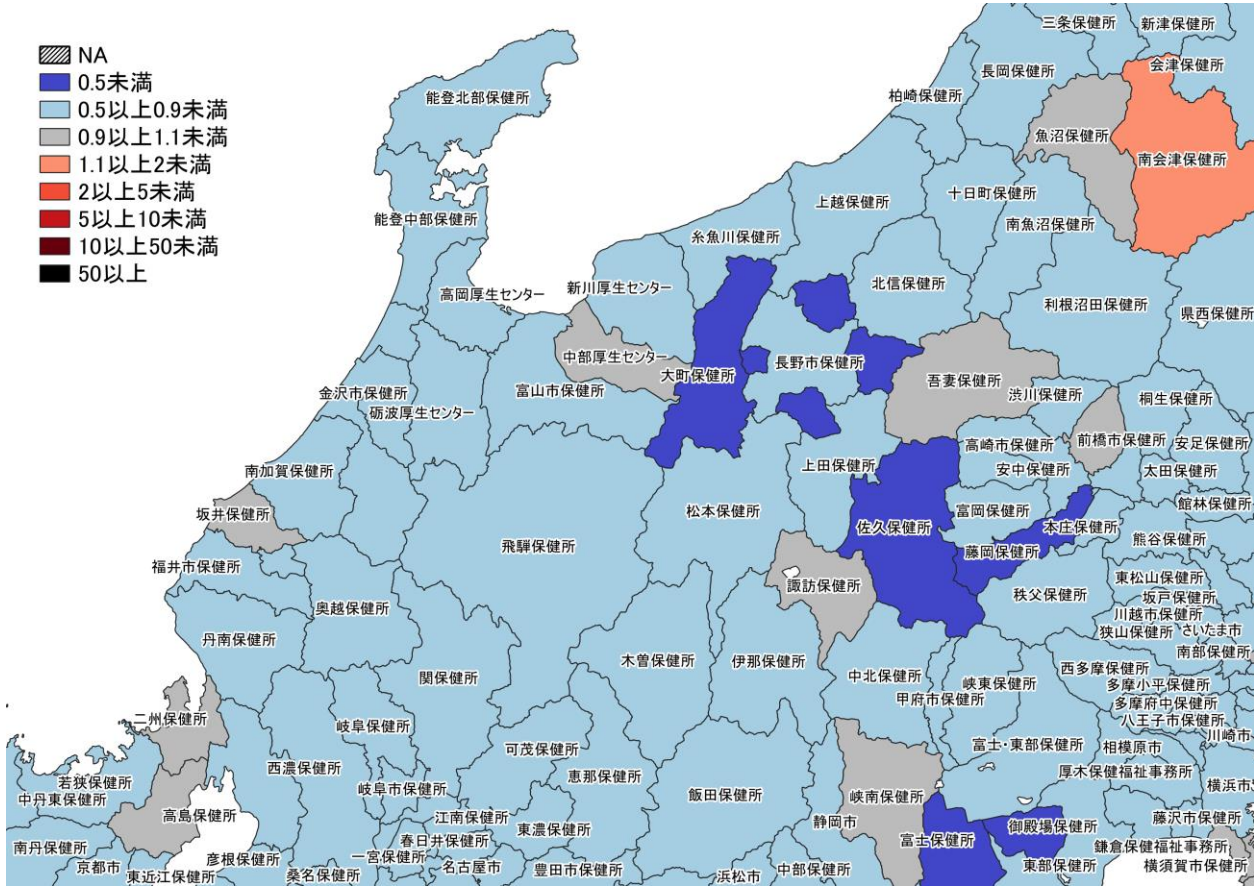 NA
0.5未満
0.5以上0.9未満
0.9以上1.1未満
1.1以上2未満
2以上5未満
5以上10未満
10以上50未満
50以上
三条保健所
新津保健所
長岡保健所
会津保健所
能登北部保健所
柏崎保健所
魚沼保健所
南会津保健所
十日町保健所
上越保健所
能登中部保健所
南魚沼保健所
糸魚川保健所
北信保健所
新川厚生センター
高岡厚生センター
利根沼田保健所
県西保健所
中部厚生センター
長野市保健所
大町保健所
吾妻保健所
金沢市保健所
砺波厚生センター
富山市保健所
渋川保健所
桐生保健所
前橋市保健所
安足保健所
高崎市保健所
南加賀保健所
上田保健所
安中保健所
太田保健所
館林保健所
坂井保健所
松本保健所
佐久保健所
富岡保健所
本庄保健所
熊谷保健所
飛騨保健所
藤岡保健所
福井市保健所
諏訪保健所
東松山保健所
秩父保健所
坂戸保健所
奥越保健所
川越市保健所
狭山保健所
さいたま市
丹南保健所
南部保健所
木曽保健所
伊那保健所
西多摩保健所
関保健所
中北保健所
峡東保健所
多摩小平保健所
甲府市保健所
多摩府中保健所
二州保健所
岐阜保健所
八王子市保健所
川崎市
可茂保健所
富士・東部保健所
相模原市
西濃保健所
恵那保健所
厚木保健福祉事務所
若狭保健所
岐阜市保健所
横浜市
中丹東保健所
飯田保健所
峡南保健所
高島保健所
江南保健所
静岡市
藤沢市保健所
東濃保健所
御殿場保健所
春日井保健所
富士保健所
鎌倉保健福祉事務所
南丹保健所
一宮保健所
京都市
彦根保健所
名古屋市
豊田市保健所
中部保健所
東部保健所
横須賀市保健所
東近江保健所
桑名保健所
浜松市